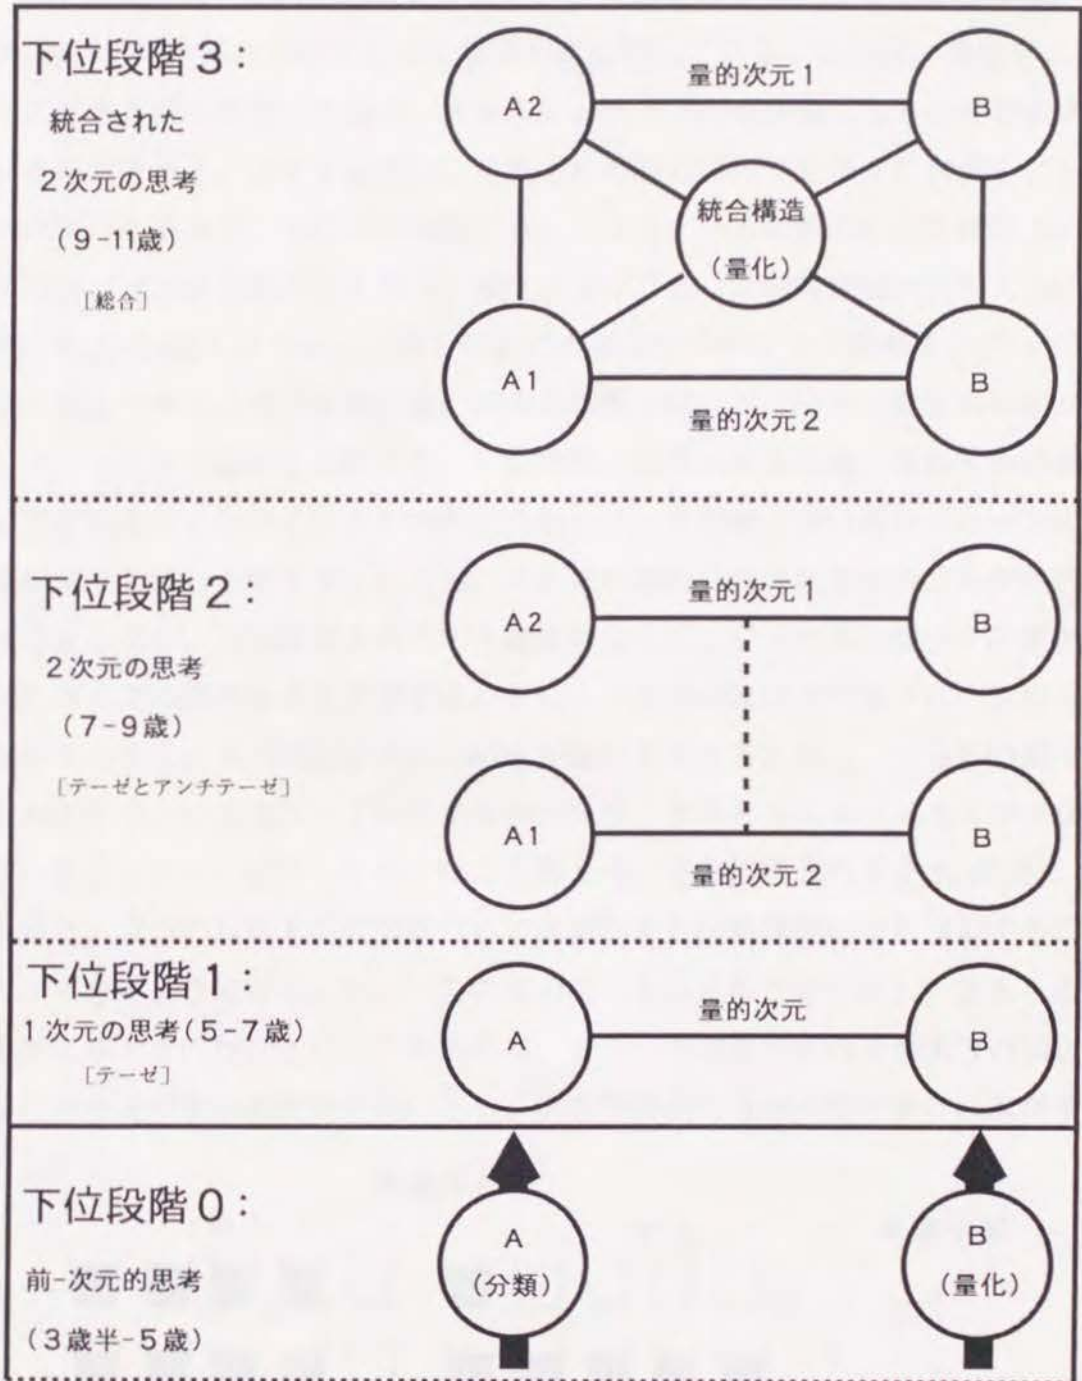 下位段階3:
統合された
2次元の思考
(9-11歳)
[総合]
A2
量的次元1
B
統合構造
(量化)
A1
量的次元2
B
下位段階2:
2次元の思考
(7-9歳)
[テーゼとアンチテーゼ]
A2
量的次元1
B
A1
量的次元2
B
下位段階1:
1次元の思考(5-7歳)
[テーゼ]
A
量的次元
B
下位段階0:
前-次元的思考
(3歳半-5歳)
A
(分類)
B
(量化)